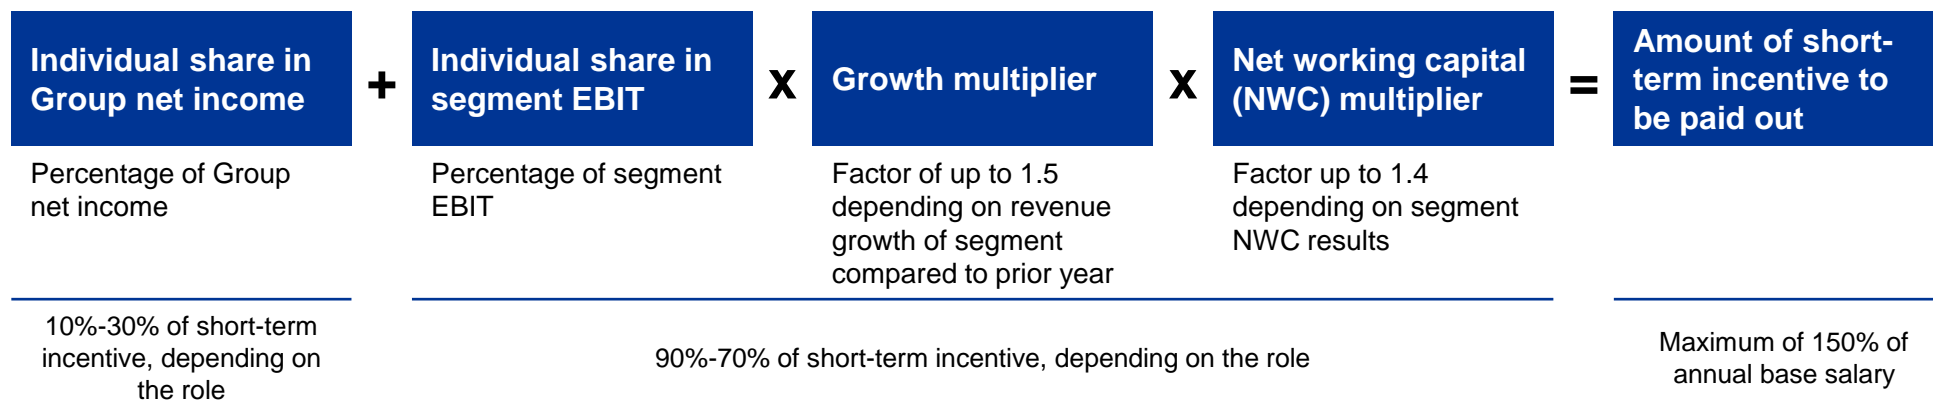 Individual share in
Group net income
+
Individual share in
segment EBIT
x
Growth multiplier
x
Net working capital
(NWC) multiplier
=
Amount of short-
term incentive to
be paid out
Percentage of Group
net income
Percentage of segment
EBIT
Factor of up to 1.5
depending on revenue
growth of segment
compared to prior year
Factor up to 1.4
depending on segment
NWC results
10%-30% of short-term
incentive, depending on
the role
90%-70% of short-term incentive, depending on the role
Maximum of 150% of
annual base salary